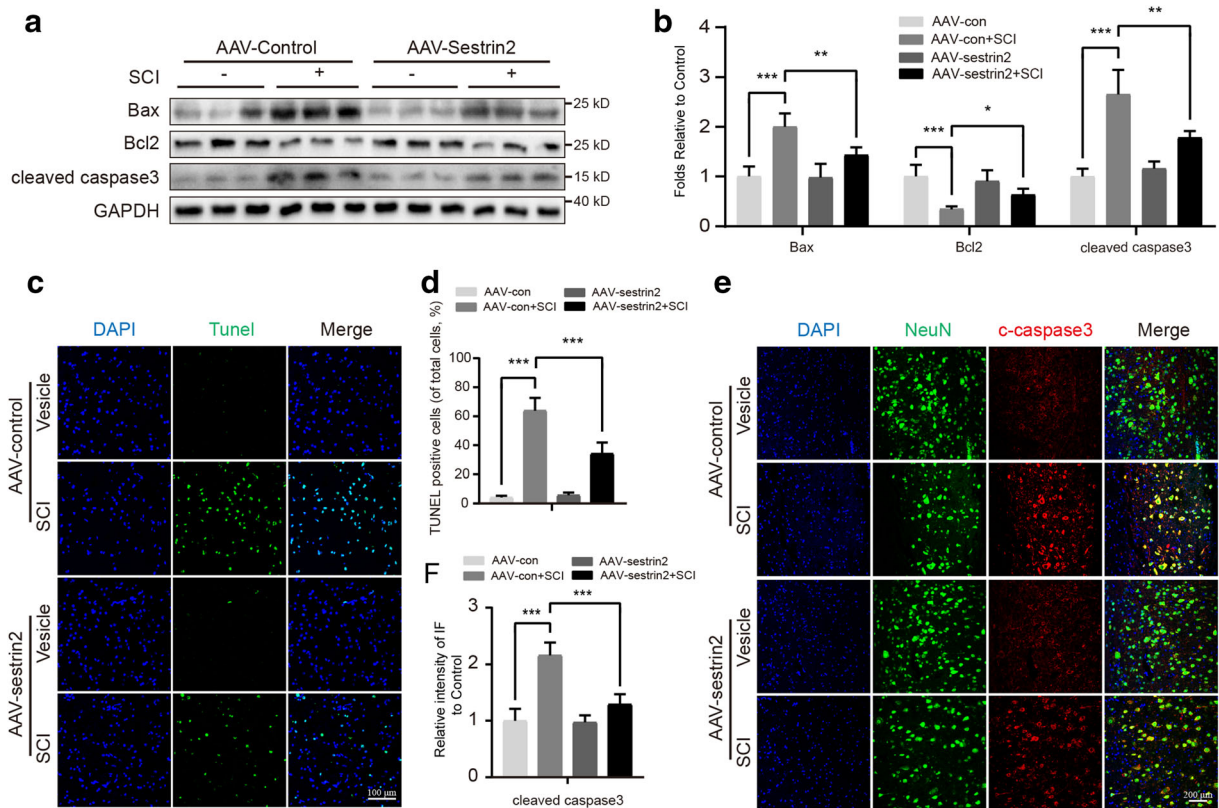 a
AAV-Control AAV-Sestrin2
SCI - + - +
Bax 25 kD
Bcl2 25 kD
cleaved caspase3 15 kD
GAPDH 40 kD
b
AAV-con
AAV-con+SCI
AAV-sestrin2
AAV-sestrin2+SCI
Folds Relative to Control
4
3
2
1
0
*** ** *** * *** **
Bax Bcl2 cleaved caspase3
c
DAPI Tunel Merge
AAV-control
Vesicle
SCI
AAV-sestrin2
Vesicle
SCI
100 μm
d
AAV-con AAV-sestrin2
AAV-con+SCI AAV-sestrin2+SCI
TUNEL positive cells (of total cells, %)
100
80
60
40
20
0
*** ***
F
AAV-con AAV-sestrin2
AAV-con+SCI AAV-sestrin2+SCI
Relative intensity of IF
to Control
3
2
1
0
*** ***
cleaved caspase3
e
DAPI NeuN c-caspase3 Merge
AAV-control
Vesicle
SCI
AAV-sestrin2
Vesicle
SCI
200 μm